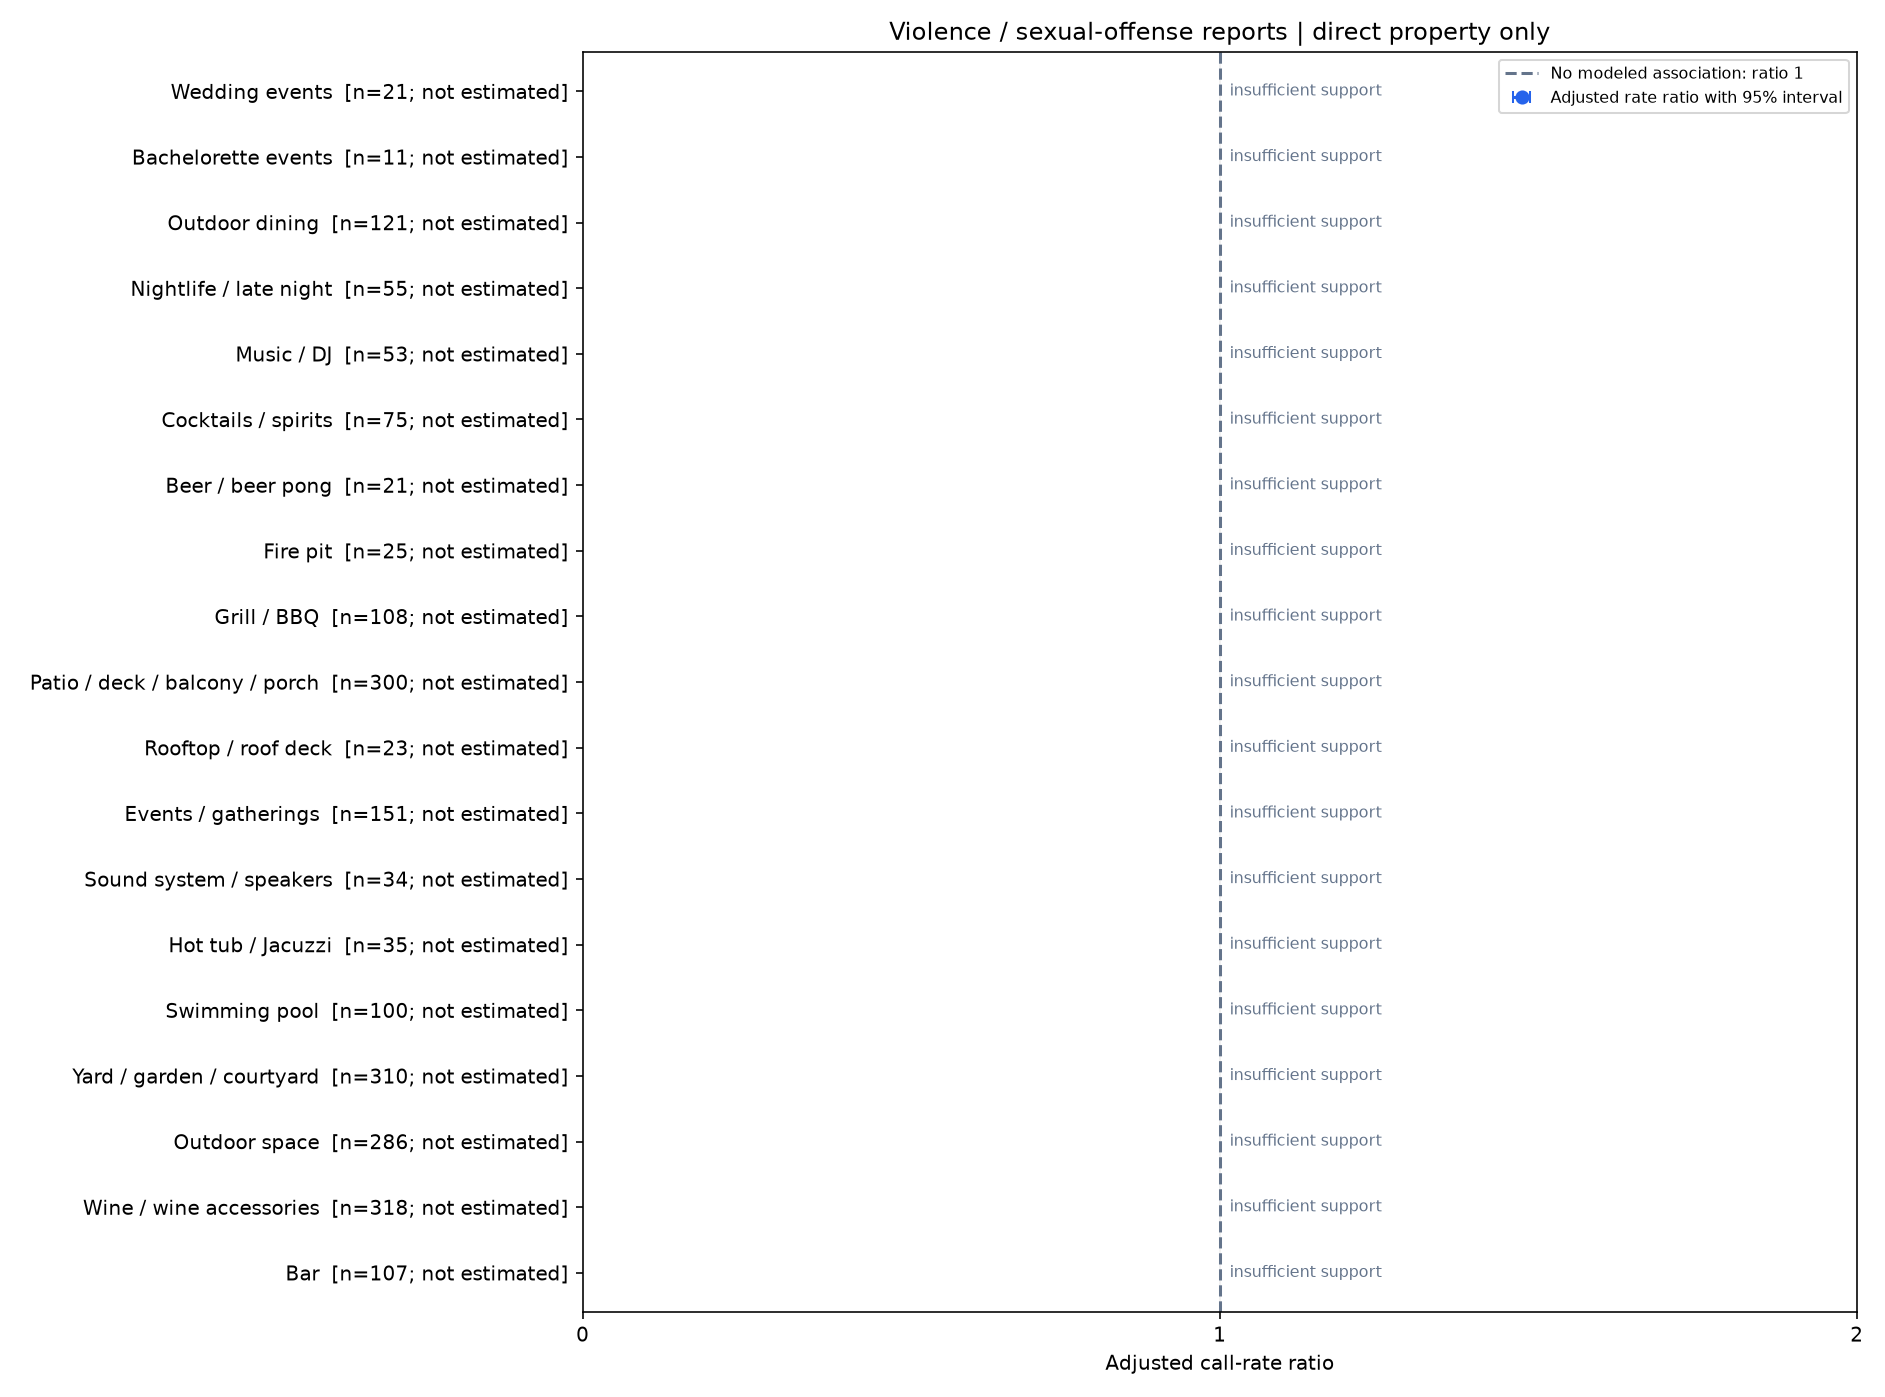 Violence / sexual-offense reports | direct property only
No modeled association: ratio 1
Adjusted rate ratio with 95% interval
Wedding events [n=21; not estimated] insufficient support
Bachelorette events [n=11; not estimated] insufficient support
Outdoor dining [n=121; not estimated] insufficient support
Nightlife / late night [n=55; not estimated] insufficient support
Music / DJ [n=53; not estimated] insufficient support
Cocktails / spirits [n=75; not estimated] insufficient support
Beer / beer pong [n=21; not estimated] insufficient support
Fire pit [n=25; not estimated] insufficient support
Grill / BBQ [n=108; not estimated] insufficient support
Patio / deck / balcony / porch [n=300; not estimated] insufficient support
Rooftop / roof deck [n=23; not estimated] insufficient support
Events / gatherings [n=151; not estimated] insufficient support
Sound system / speakers [n=34; not estimated] insufficient support
Hot tub / Jacuzzi [n=35; not estimated] insufficient support
Swimming pool [n=100; not estimated] insufficient support
Yard / garden / courtyard [n=310; not estimated] insufficient support
Outdoor space [n=286; not estimated] insufficient support
Wine / wine accessories [n=318; not estimated] insufficient support
Bar [n=107; not estimated] insufficient support
0 1 2
Adjusted call-rate ratio